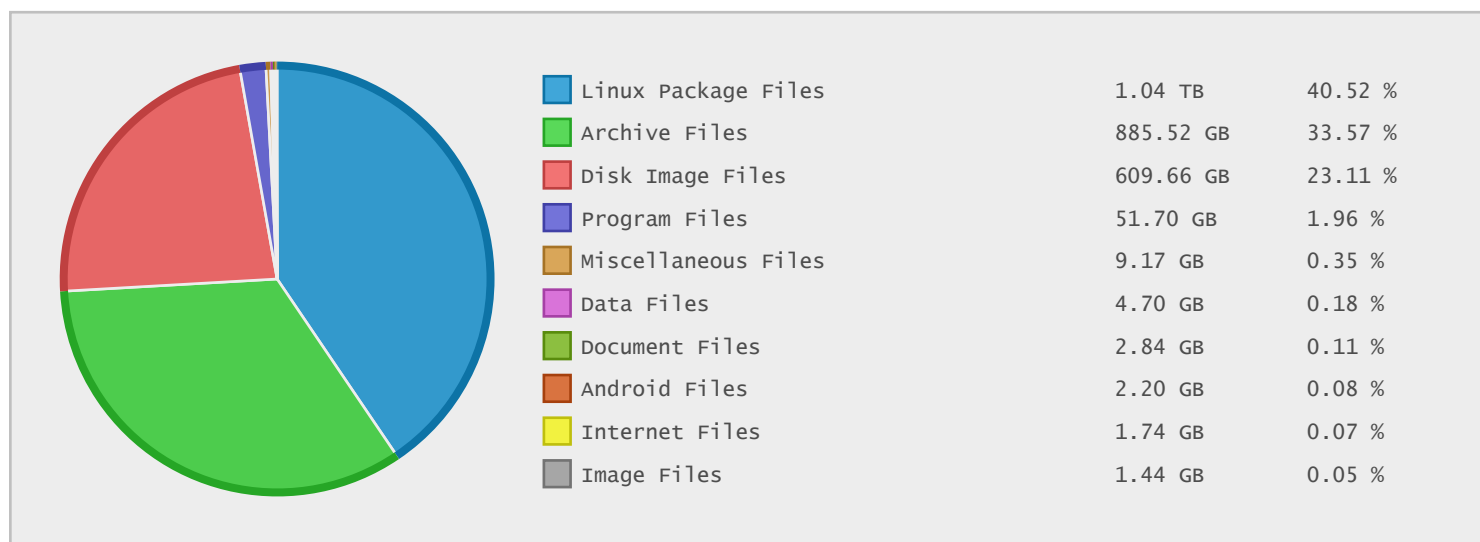 Linux Package Files 1.04 TB 40.52 %
Archive Files 885.52 GB 33.57 %
Disk Image Files 609.66 GB 23.11 %
Program Files 51.70 GB 1.96 %
Miscellaneous Files 9.17 GB 0.35 %
Data Files 4.70 GB 0.18 %
Document Files 2.84 GB 0.11 %
Android Files 2.20 GB 0.08 %
Internet Files 1.74 GB 0.07 %
Image Files 1.44 GB 0.05 %